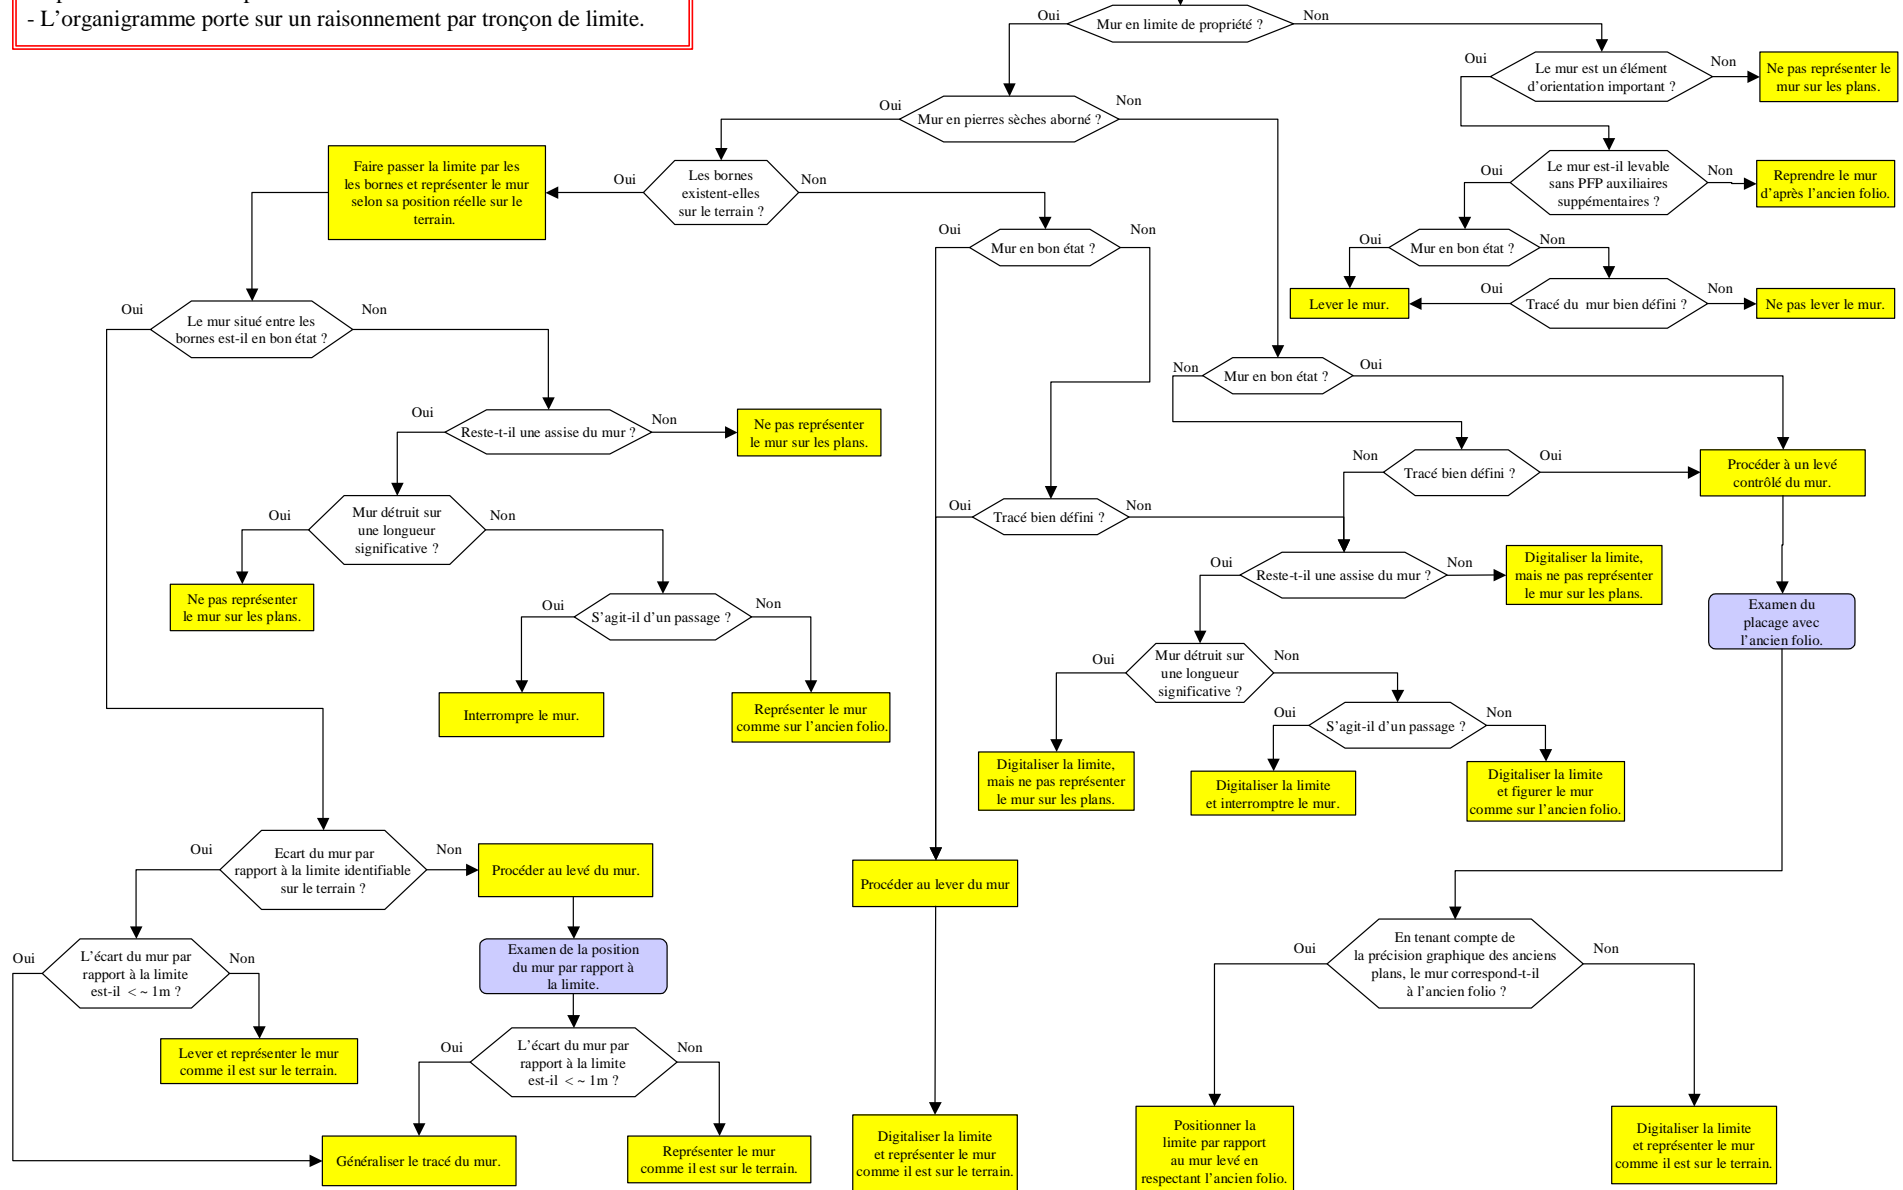 - L'organigramme porte sur un raisonnement par tronçon de limite.
Oui
Mur en limite de propriété ?
Non
Oui
Le mur est un élément
d'orientation important ?
Non
Ne pas représenter le
mur sur les plans.
Oui
Mur en pierres sèches aborné ?
Non
Faire passer la limite par les
les bornes et représenter le mur
selon sa position réelle sur le
terrain.
Oui
Les bornes
existent-elles
sur le terrain ?
Non
Oui
Le mur est-il levable
sans PFP auxiliaires
suppémentaires ?
Non
Reprendre le mur
d'après l'ancien folio.
Oui
Mur en bon état ?
Non
Oui
Mur en bon état ?
Non
Lever le mur.
Oui
Tracé du mur bien défini ?
Non
Ne pas lever le mur.
Oui
Le mur situé entre les
bornes est-il en bon état ?
Non
Non
Mur en bon état ?
Oui
Oui
Reste-t-il une assise du mur ?
Non
Ne pas représenter
le mur sur les plans.
Non
Tracé bien défini ?
Oui
Procéder à un levé
contrôlé du mur.
Oui
Mur détruit sur
une longueur
significative ?
Non
Oui
Tracé bien défini ?
Non
Ne pas représenter
le mur sur les plans.
Oui
S'agit-il d'un passage ?
Non
Oui
Reste-t-il une assise du mur ?
Non
Digitaliser la limite,
mais ne pas représenter
le mur sur les plans.
Examen du
placage avec
l'ancien folio.
Interrompre le mur.
Représenter le mur
comme sur l'ancien folio.
Oui
Mur détruit sur
une longueur
significative ?
Non
Oui
S'agit-il d'un passage ?
Non
Digitaliser la limite,
mais ne pas représenter
le mur sur les plans.
Digitaliser la limite
et interromptre le mur.
Digitaliser la limite
et figurer le mur
comme sur l'ancien folio.
Oui
Ecart du mur par
rapport à la limite identifiable
sur le terrain ?
Non
Procéder au levé du mur.
Procéder au lever du mur
Oui
L'écart du mur par
rapport à la limite
est-il < ~ 1m ?
Non
Examen de la position
du mur par rapport à
la limite.
Oui
En tenant compte de
la précision graphique des anciens
plans, le mur correspond-t-il
à l'ancien folio ?
Non
Lever et représenter le mur
comme il est sur le terrain.
Oui
L'écart du mur par
rapport à la limite
est-il < ~ 1m ?
Non
Généraliser le tracé du mur.
Représenter le mur
comme il est sur le terrain.
Digitaliser la limite
et représenter le mur
comme il est sur le terrain.
Positionner la
limite par rapport
au mur levé en
respectant l'ancien folio.
Digitaliser la limite
et représenter le mur
comme il est sur le terrain.